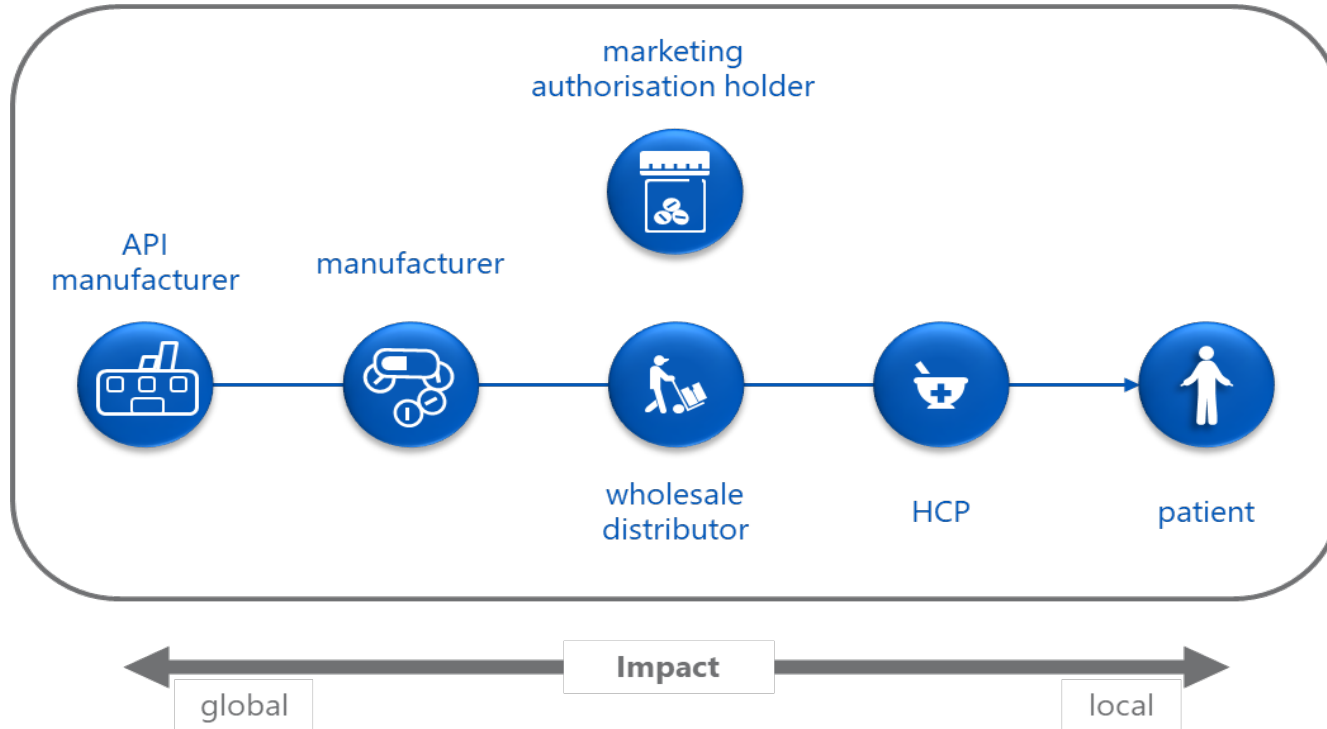 marketing
authorisation holder
API
manufacturer
manufacturer
wholesale
distributor
HCP
patient
Impact
global
local